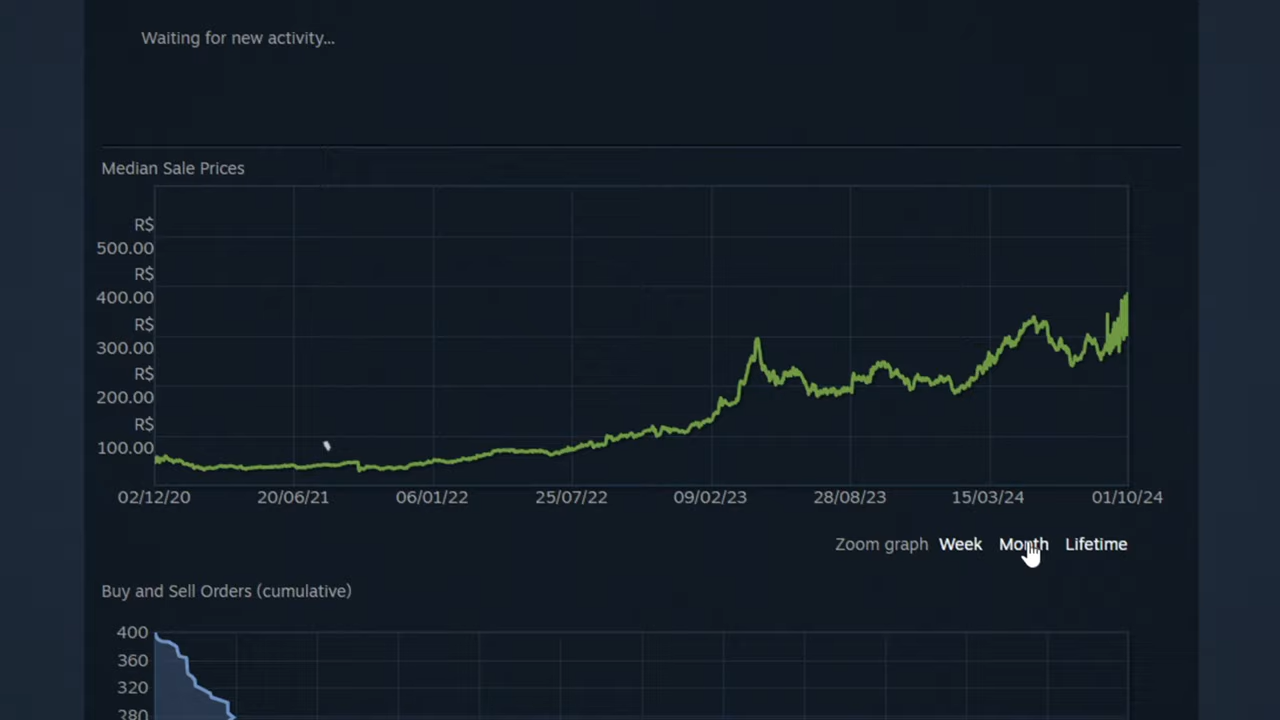 Waiting for new activity...
Median Sale Prices
R$
500.00
R$
400.00
R$
300.00
R$
200.00
R$
100.00
02/12/20 20/06/21 06/01/22 25/07/22 09/02/23 28/08/23 15/03/24 01/10/24
Zoom graph Week Month Lifetime
Buy and Sell Orders (cumulative)
400
360
320
280